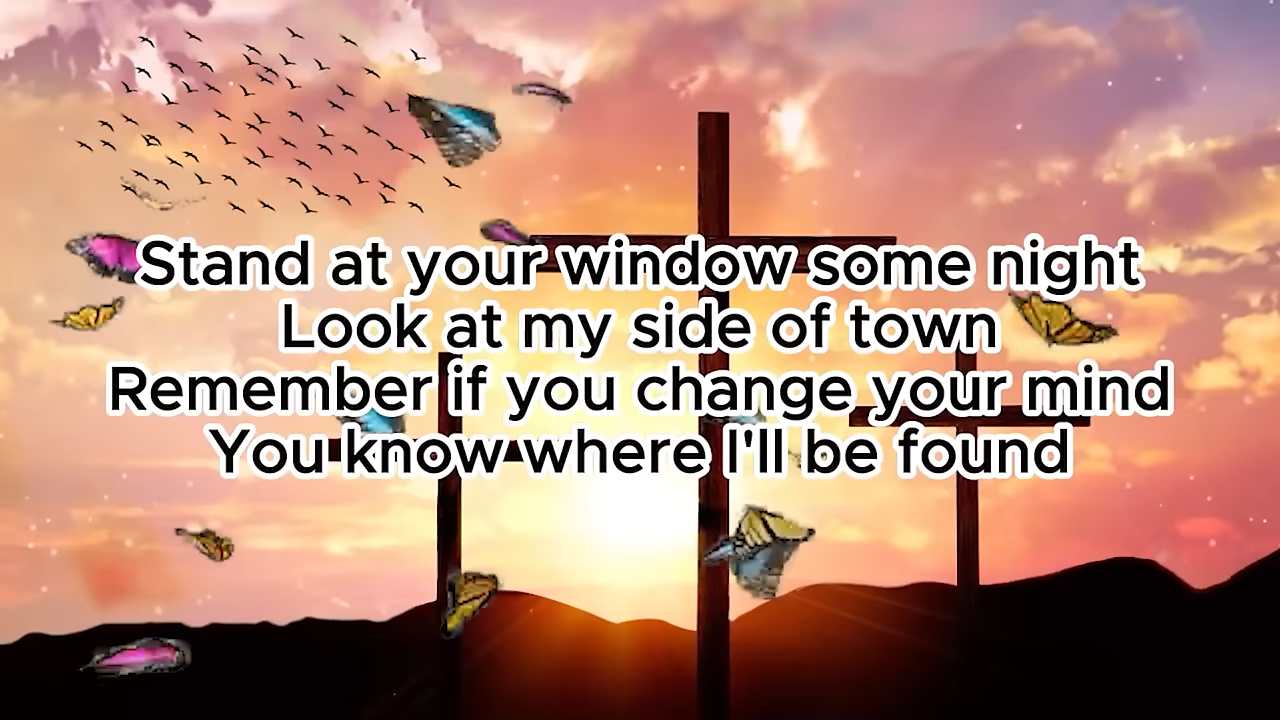 Stand at your window some night
Look at my side of town
Remember if you change your mind
You know where I'll be found